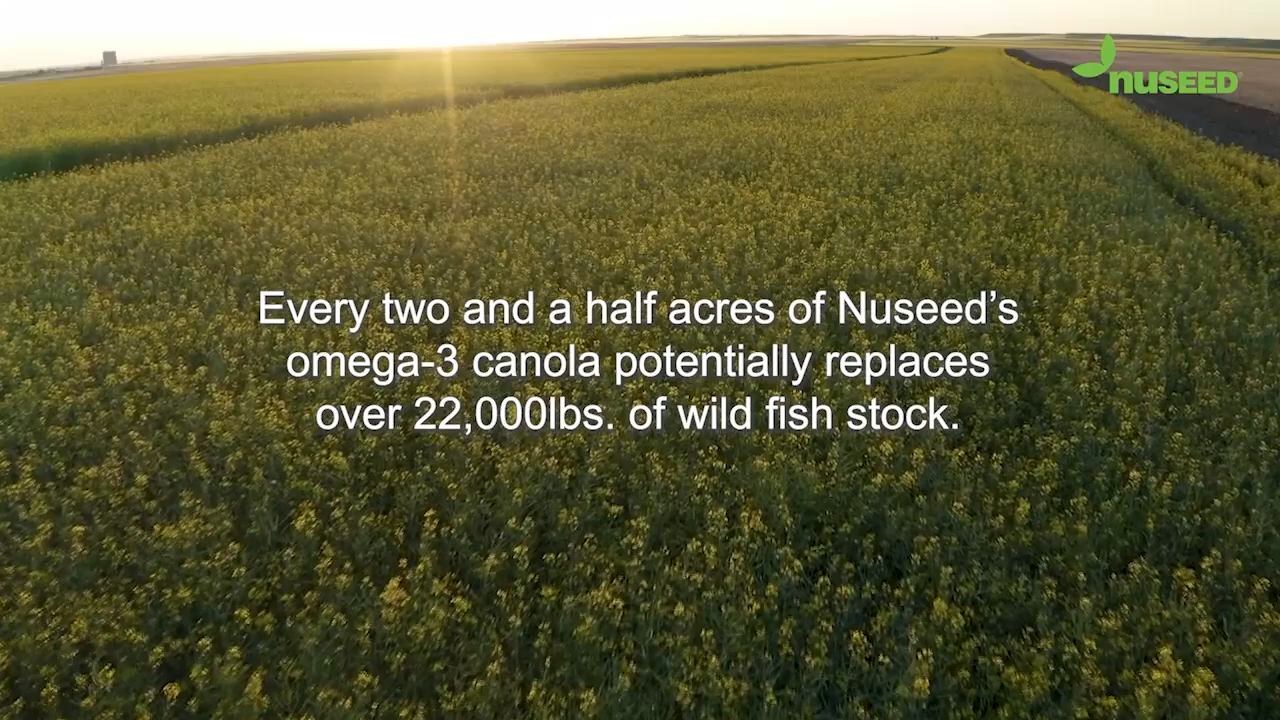 nuseed
Every two and a half acres of Nuseed’s
omega-3 canola potentially replaces
over 22,000lbs. of wild fish stock.